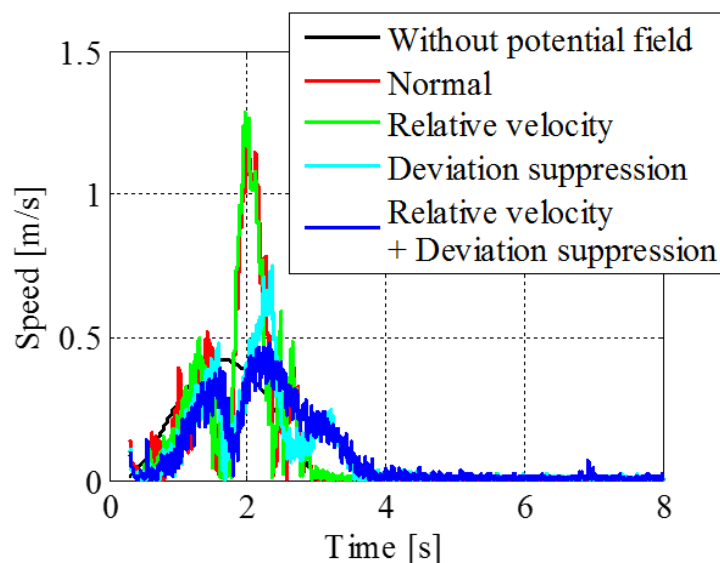 Without potential field
Normal
Relative velocity
Deviation suppression
Relative velocity
+ Deviation suppression
1.5
1
0.5
0
Speed [m/s]
0
2
4
6
8
Time [s]